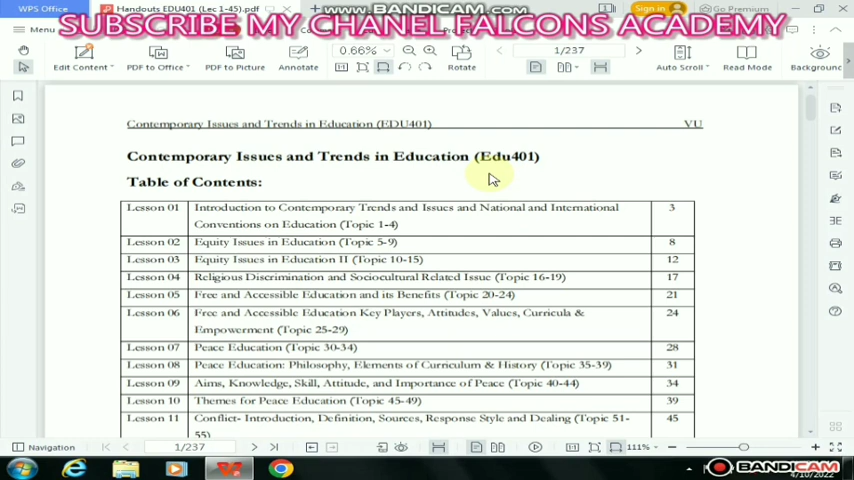 WPS Office
Handouts EDU401 (Lec 1-45).pdf
www.BANDICAM.com
Sign in
Go Premium
SUBSCRIBE MY CHANEL FALCONS ACADEMY
Menu
0.66%
1/237
Edit Content
PDF to Office
PDF to Picture
Annotate
Rotate
Auto Scroll
Read Mode
Background
Contemporary Issues and Trends in Education (EDU401) VU
Contemporary Issues and Trends in Education (Edu401)
Table of Contents:
Lesson 01 Introduction to Contemporary Trends and Issues and National and International 3
Conventions on Education (Topic 1-4)
Lesson 02 Equity Issues in Education (Topic 5-9) 8
Lesson 03 Equity Issues in Education II (Topic 10-15) 12
Lesson 04 Religious Discrimination and Sociocultural Related Issue (Topic 16-19) 17
Lesson 05 Free and Accessible Education and its Benefits (Topic 20-24) 21
Lesson 06 Free and Accessible Education Key Players, Attitudes, Values, Curricula & 24
Empowerment (Topic 25-29)
Lesson 07 Peace Education (Topic 30-34) 28
Lesson 08 Peace Education: Philosophy, Elements of Curriculum & History (Topic 35-39) 31
Lesson 09 Aims, Knowledge, Skill, Attitude, and Importance of Peace (Topic 40-44) 34
Lesson 10 Themes for Peace Education (Topic 45-49) 39
Lesson 11 Conflict- Introduction, Definition, Sources, Response Style and Dealing (Topic 51- 45
55)
Navigation
1/237
111%
BANDICAM
4/10/2022